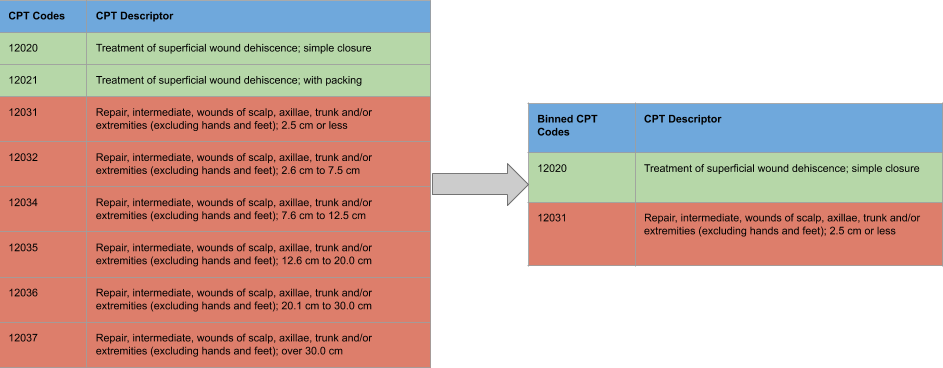 CPT Codes CPT Descriptor
12020 Treatment of superficial wound dehiscence; simple closure
12021 Treatment of superficial wound dehiscence; with packing
12031 Repair, intermediate, wounds of scalp, axillae, trunk and/or
extremities (excluding hands and feet); 2.5 cm or less
12032 Repair, intermediate, wounds of scalp, axillae, trunk and/or
extremities (excluding hands and feet); 2.6 cm to 7.5 cm
12034 Repair, intermediate, wounds of scalp, axillae, trunk and/or
extremities (excluding hands and feet); 7.6 cm to 12.5 cm
12035 Repair, intermediate, wounds of scalp, axillae, trunk and/or
extremities (excluding hands and feet); 12.6 cm to 20.0 cm
12036 Repair, intermediate, wounds of scalp, axillae, trunk and/or
extremities (excluding hands and feet); 20.1 cm to 30.0 cm
12037 Repair, intermediate, wounds of scalp, axillae, trunk and/or
extremities (excluding hands and feet); over 30.0 cm
Binned CPT CPT Descriptor
Codes
12020 Treatment of superficial wound dehiscence; simple closure
12031 Repair, intermediate, wounds of scalp, axillae, trunk and/or
extremities (excluding hands and feet); 2.5 cm or less